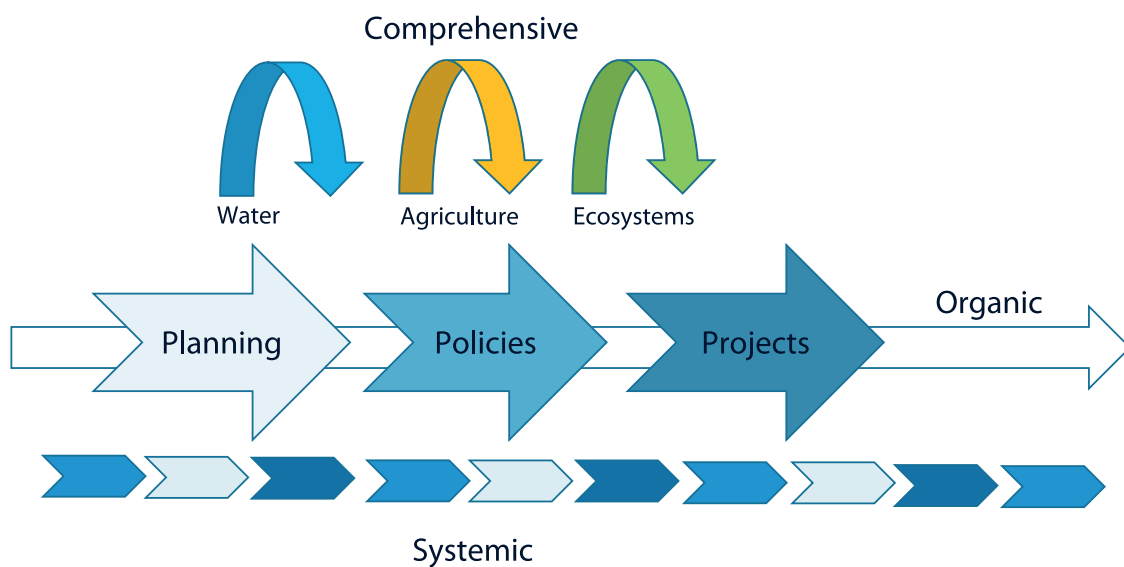 Comprehensive
Water
Agriculture
Ecosystems
Organic
Planning
Policies
Projects
Systemic